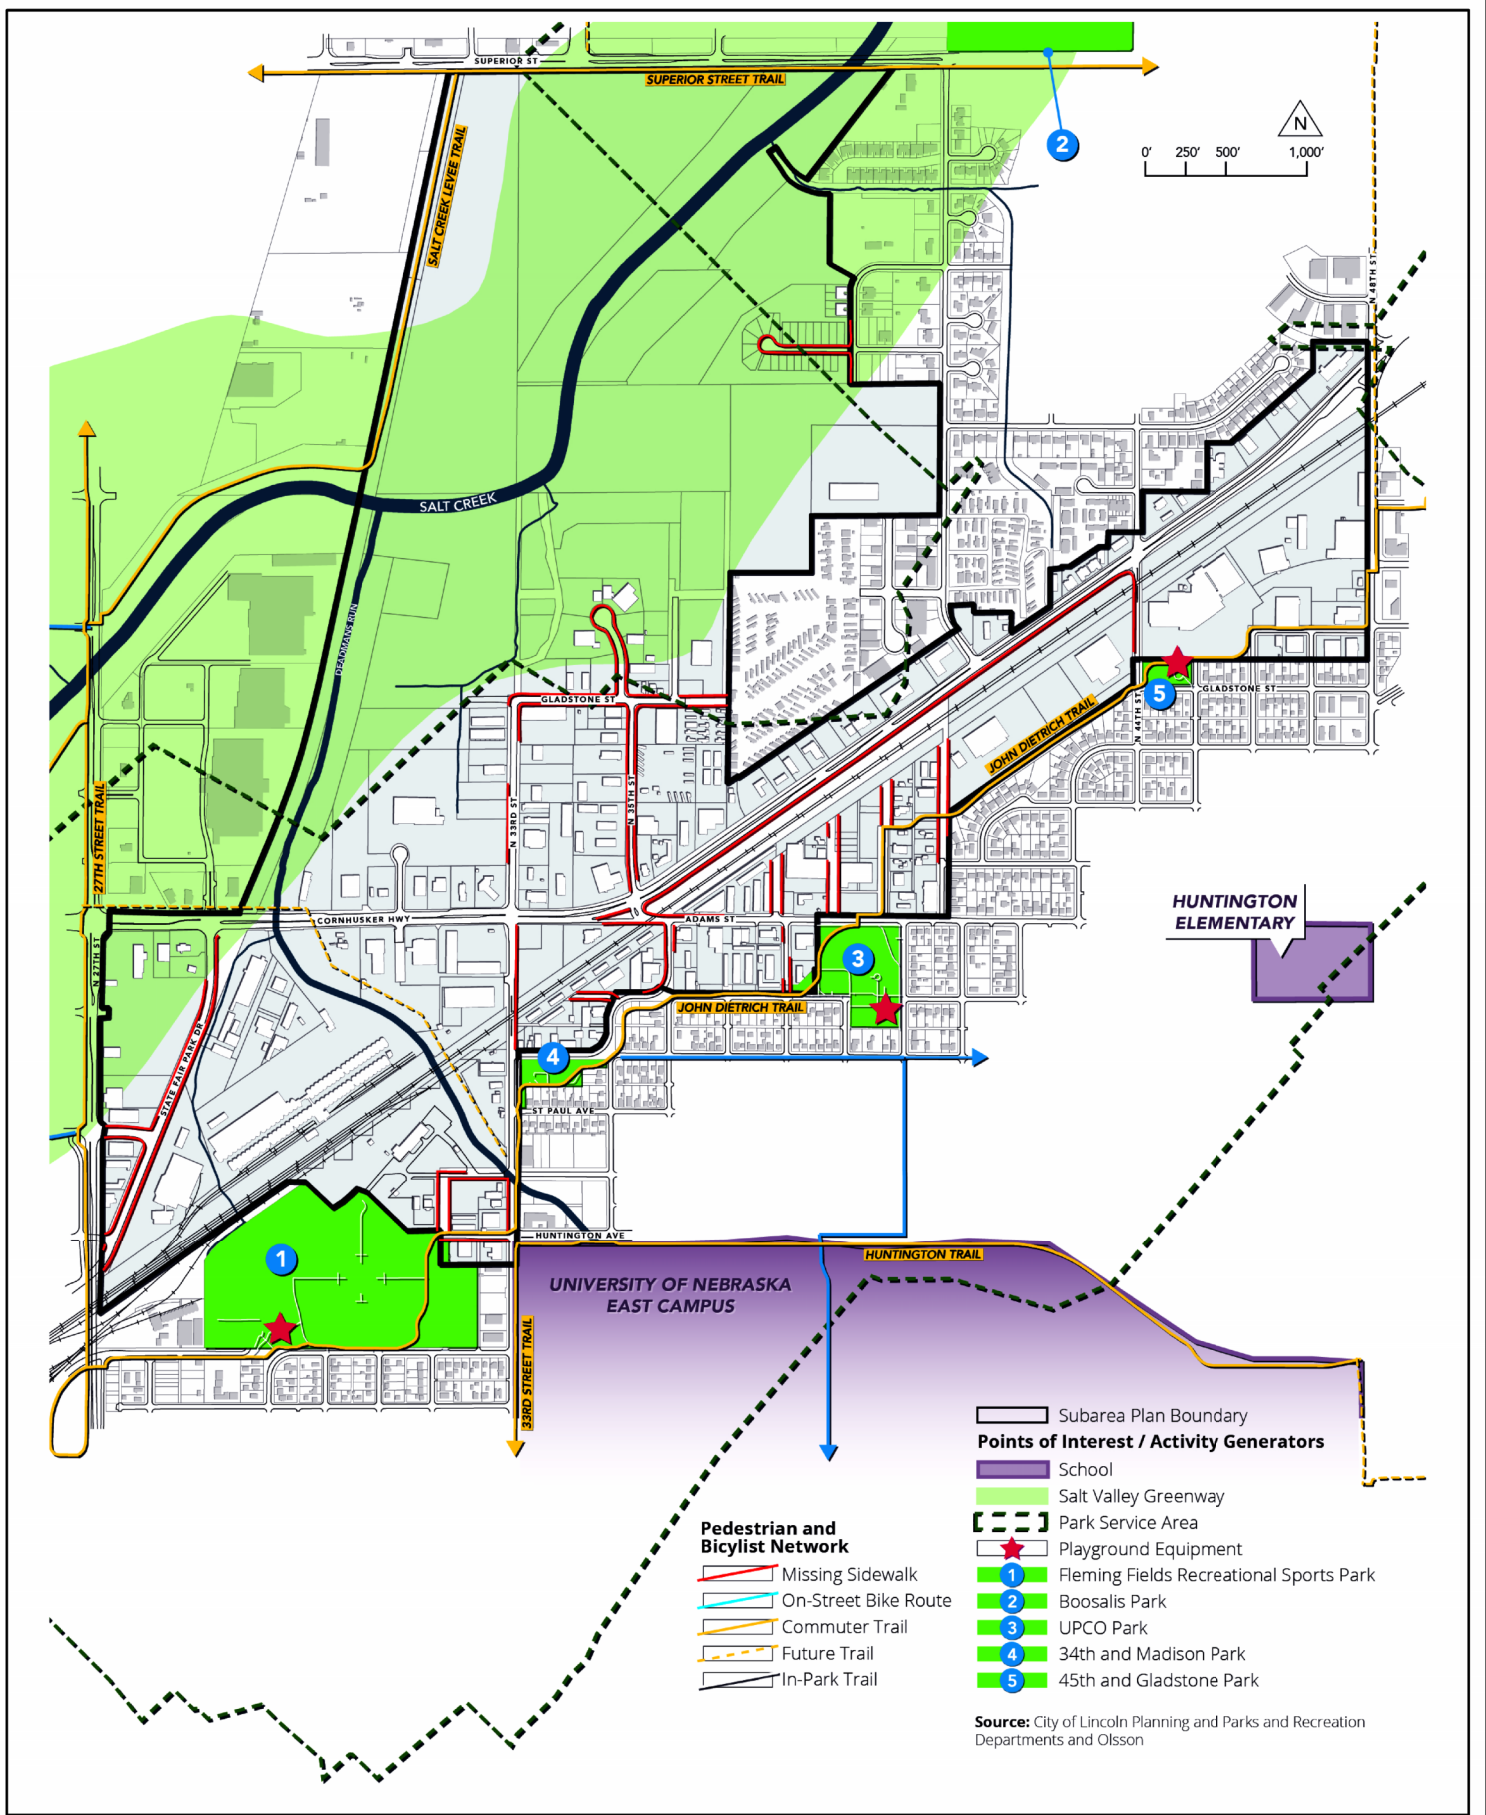 SUPERIOR ST
SUPERIOR STREET TRAIL
2
N
0' 250' 500' 1,000'
SALT CREEK LEVEE TRAIL
N 48TH ST
SALT CREEK
DEADMANS RUN
GLADSTONE ST
5
GLADSTONE ST
N 44TH ST
JOHN DIETRICH TRAIL
27TH STREET TRAIL
N 33RD ST
N 35TH ST
CORNHUSKER HWY
ADAMS ST
HUNTINGTON
ELEMENTARY
N 27TH ST
3
JOHN DIETRICH TRAIL
STATE FAIR PARK DR
4
ST PAUL AVE
HUNTINGTON AVE
HUNTINGTON TRAIL
1
UNIVERSITY OF NEBRASKA
EAST CAMPUS
33RD STREET TRAIL
Subarea Plan Boundary
Points of Interest / Activity Generators
School
Salt Valley Greenway
Park Service Area
Playground Equipment
1 Fleming Fields Recreational Sports Park
2 Boosalis Park
3 UPCO Park
4 34th and Madison Park
5 45th and Gladstone Park
Pedestrian and
Bicylist Network
Missing Sidewalk
On-Street Bike Route
Commuter Trail
Future Trail
In-Park Trail
Source: City of Lincoln Planning and Parks and Recreation
Departments and Olsson